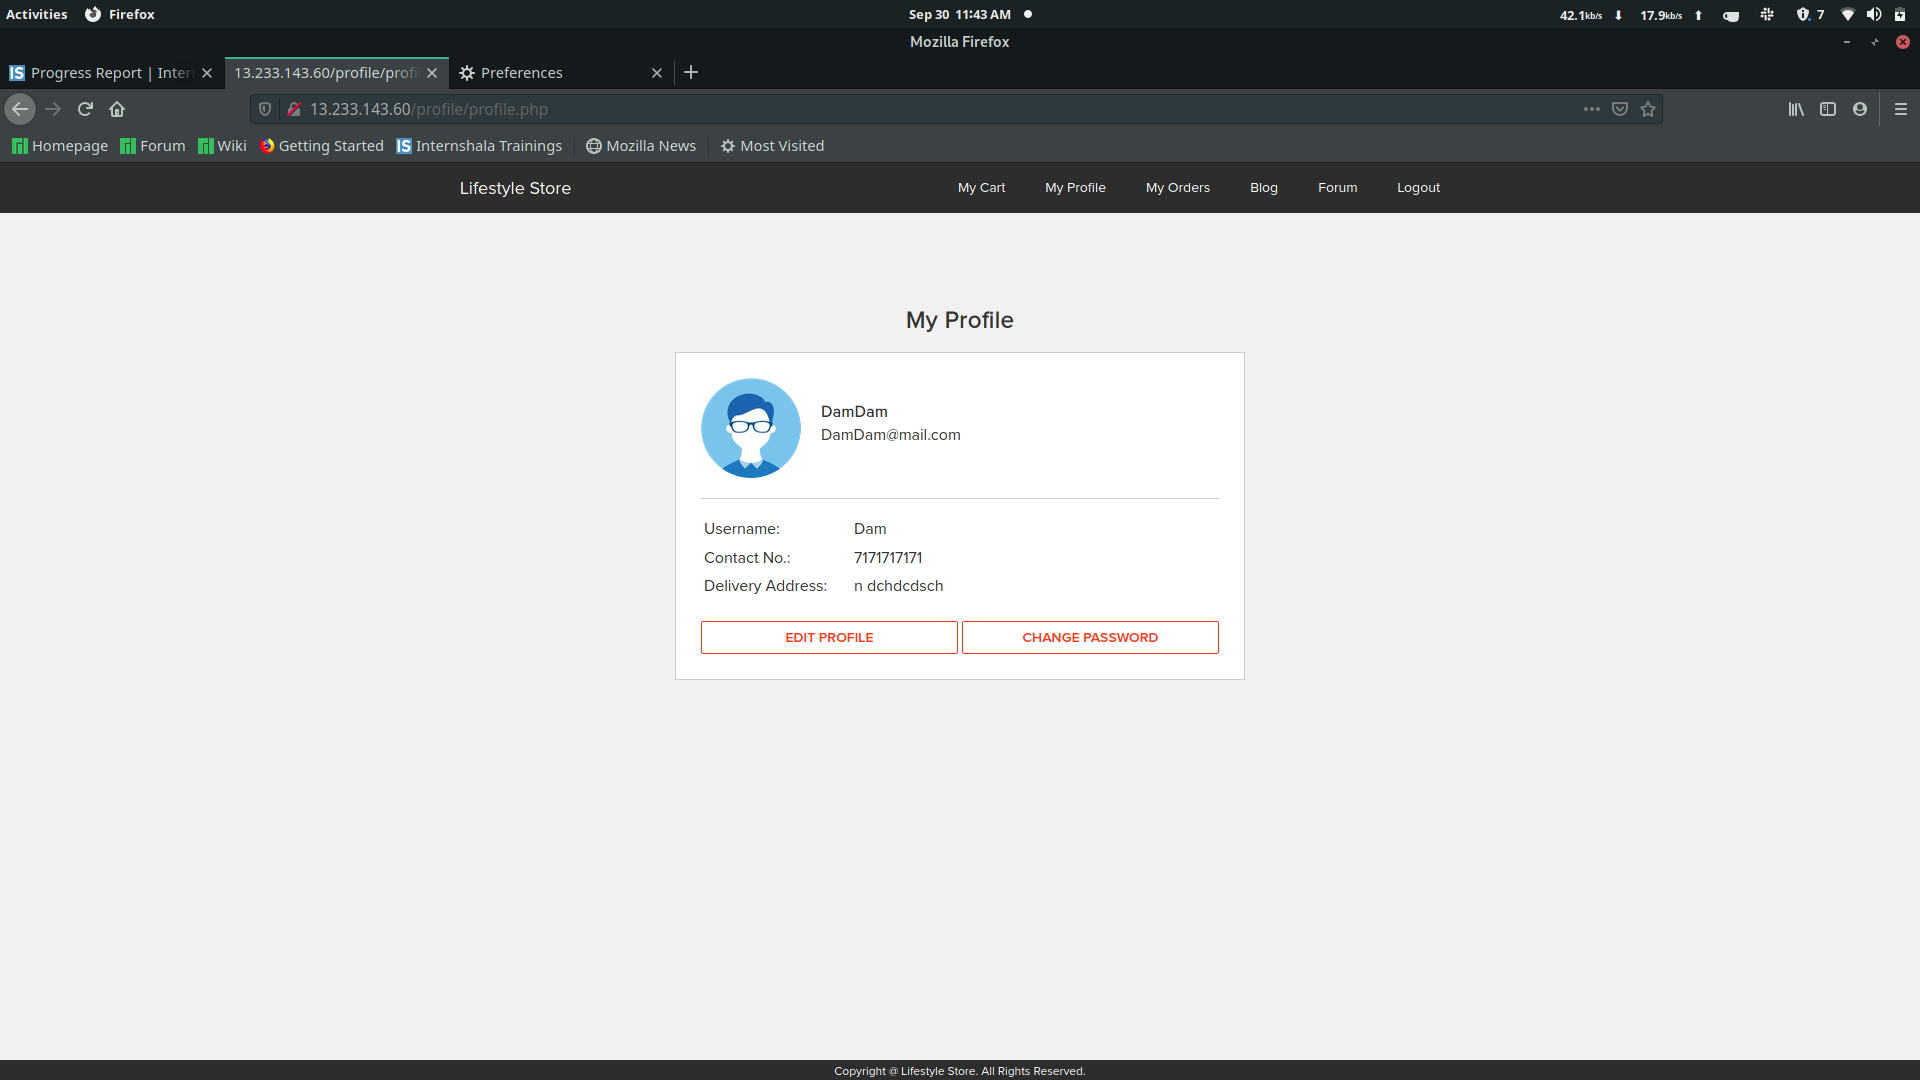 Activities Firefox Sep 30 11:43 AM 42.1kb/s 17.9kb/s 7
Mozilla Firefox
Progress Report | Inter 13.233.143.60/profile/profi Preferences
13.233.143.60/profile/profile.php
Homepage Forum Wiki Getting Started IS Internshala Trainings Mozilla News Most Visited
Lifestyle Store My Cart My Profile My Orders Blog Forum Logout
My Profile
DamDam
DamDam@mail.com
Username: Dam
Contact No.: 7171717171
Delivery Address: n dchdcdsch
EDIT PROFILE CHANGE PASSWORD
Copyright @ Lifestyle Store. All Rights Reserved.